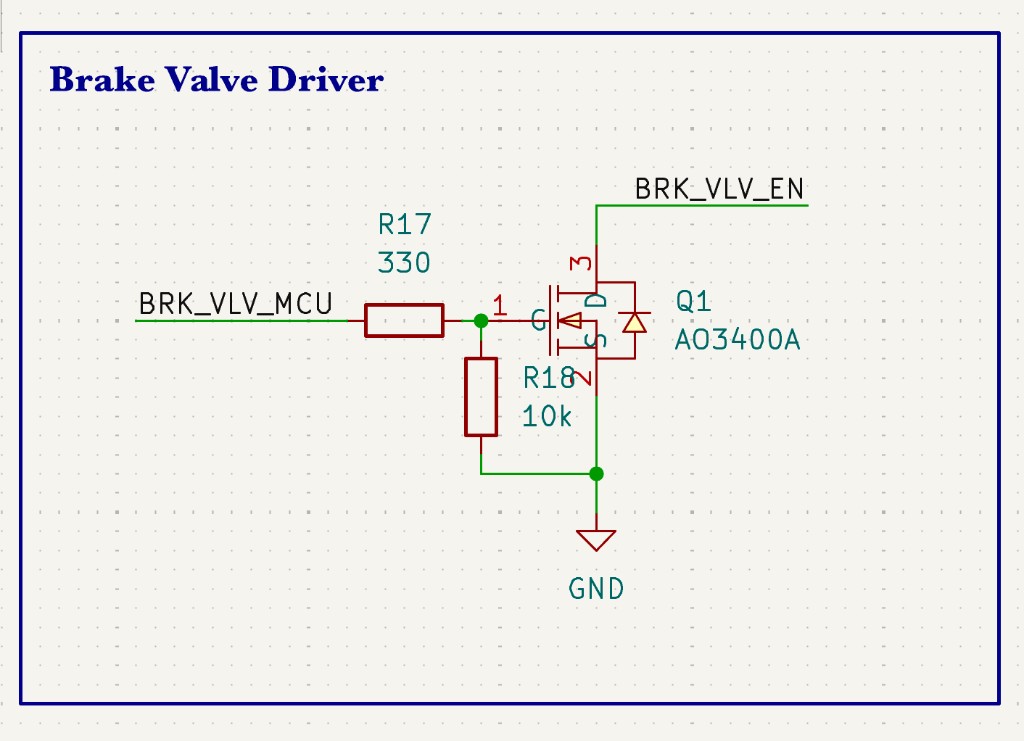 Brake Valve Driver
BRK_VLV_EN
R17
330
3
BRK_VLV_MCU
1
G
D
S
Q1
AO3400A
R18
2
10k
GND